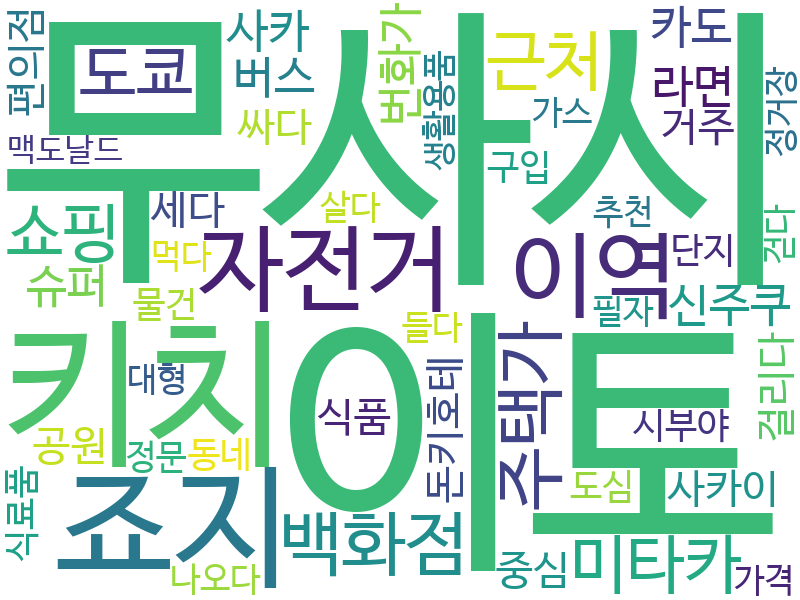 무사시
도쿄
사카
버스
번화가
생활용품
근처
카도
라면
거주
정거장
편의점
맥도날드
싸다
가스
구입
쇼핑
세다
살다
추천
단지
걷다
슈퍼
먹다
물건
자전거
이역
필자
신주쿠
들다
키치
이토
대형
식품
돈키호테
주택가
시부야
걸리다
공원
정문
동네
식료품
죠지
백화점
도심
사카이
나오다
중심
미타카
가격